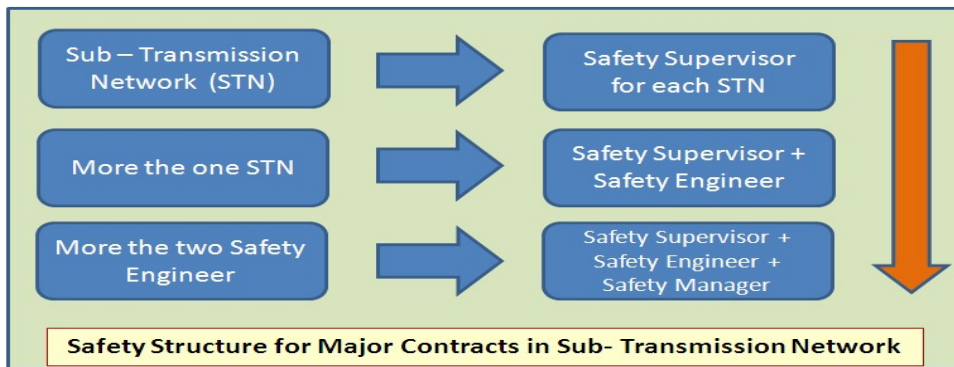 Sub – Transmission
Network (STN)
Safety Supervisor
for each STN
More the one STN
Safety Supervisor +
Safety Engineer
More the two Safety
Engineer
Safety Supervisor +
Safety Engineer +
Safety Manager
Safety Structure for Major Contracts in Sub- Transmission Network